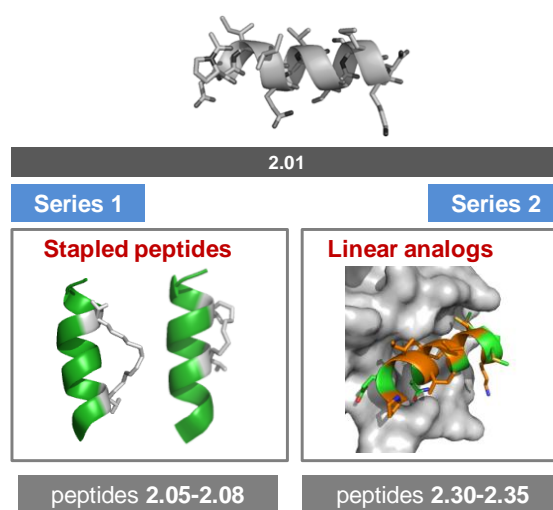 2.01
Series 1
Series 2
Stapled peptides
Linear analogs
peptides 2.05-2.08
peptides 2.30-2.35